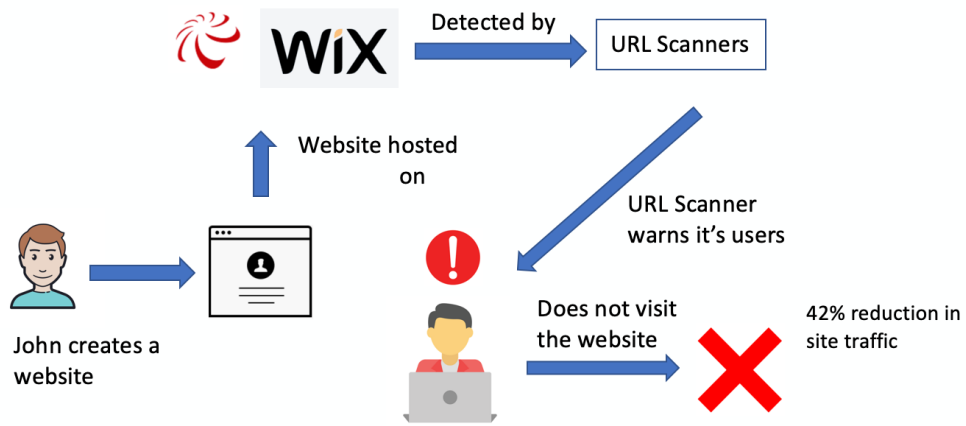 WiX
Detected by
URL Scanners
Website hosted
on
URL Scanner
warns it's users
John creates a
website
Does not visit
the website
42% reduction in
site traffic